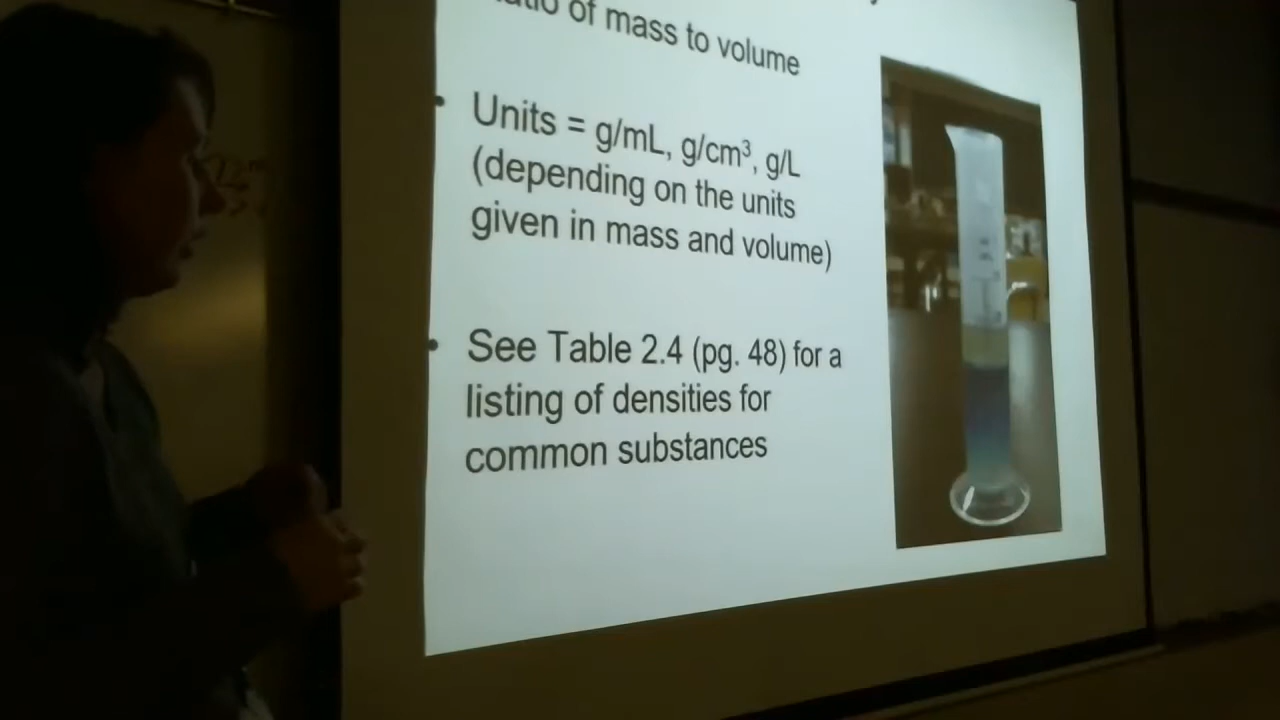 of mass to volume
• Units = g/mL, g/cm³, g/L
(depending on the units
given in mass and volume)
• See Table 2.4 (pg. 48) for a
listing of densities for
common substances